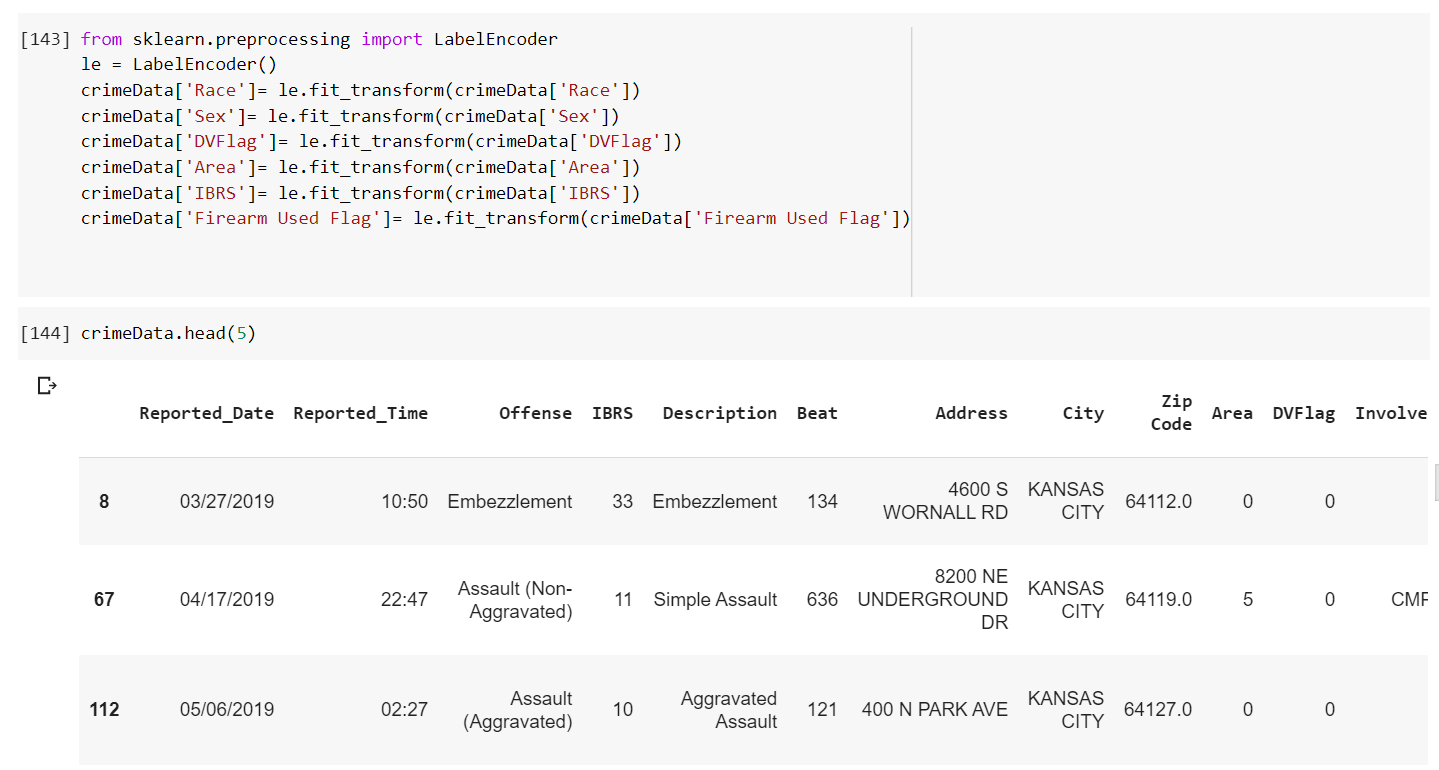 [143] from sklearn.preprocessing import LabelEncoder
le = LabelEncoder()
crimeData['Race']= le.fit_transform(crimeData['Race'])
crimeData['Sex']= le.fit_transform(crimeData['Sex'])
crimeData['DVFlag']= le.fit_transform(crimeData['DVFlag'])
crimeData['Area']= le.fit_transform(crimeData['Area'])
crimeData['IBRS']= le.fit_transform(crimeData['IBRS'])
crimeData['Firearm Used Flag']= le.fit_transform(crimeData['Firearm Used Flag'])
[144] crimeData.head(5)
Reported_Date Reported_Time Offense IBRS Description Beat Address City Zip Code Area DVFlag Involve
8 03/27/2019 10:50 Embezzlement 33 Embezzlement 134 4600 S WORNALL RD KANSAS CITY 64112.0 0 0
67 04/17/2019 22:47 Assault (Non-Aggravated) 11 Simple Assault 636 8200 NE UNDERGROUND DR KANSAS CITY 64119.0 5 0 CMP
112 05/06/2019 02:27 Assault (Aggravated) 10 Aggravated Assault 121 400 N PARK AVE KANSAS CITY 64127.0 0 0